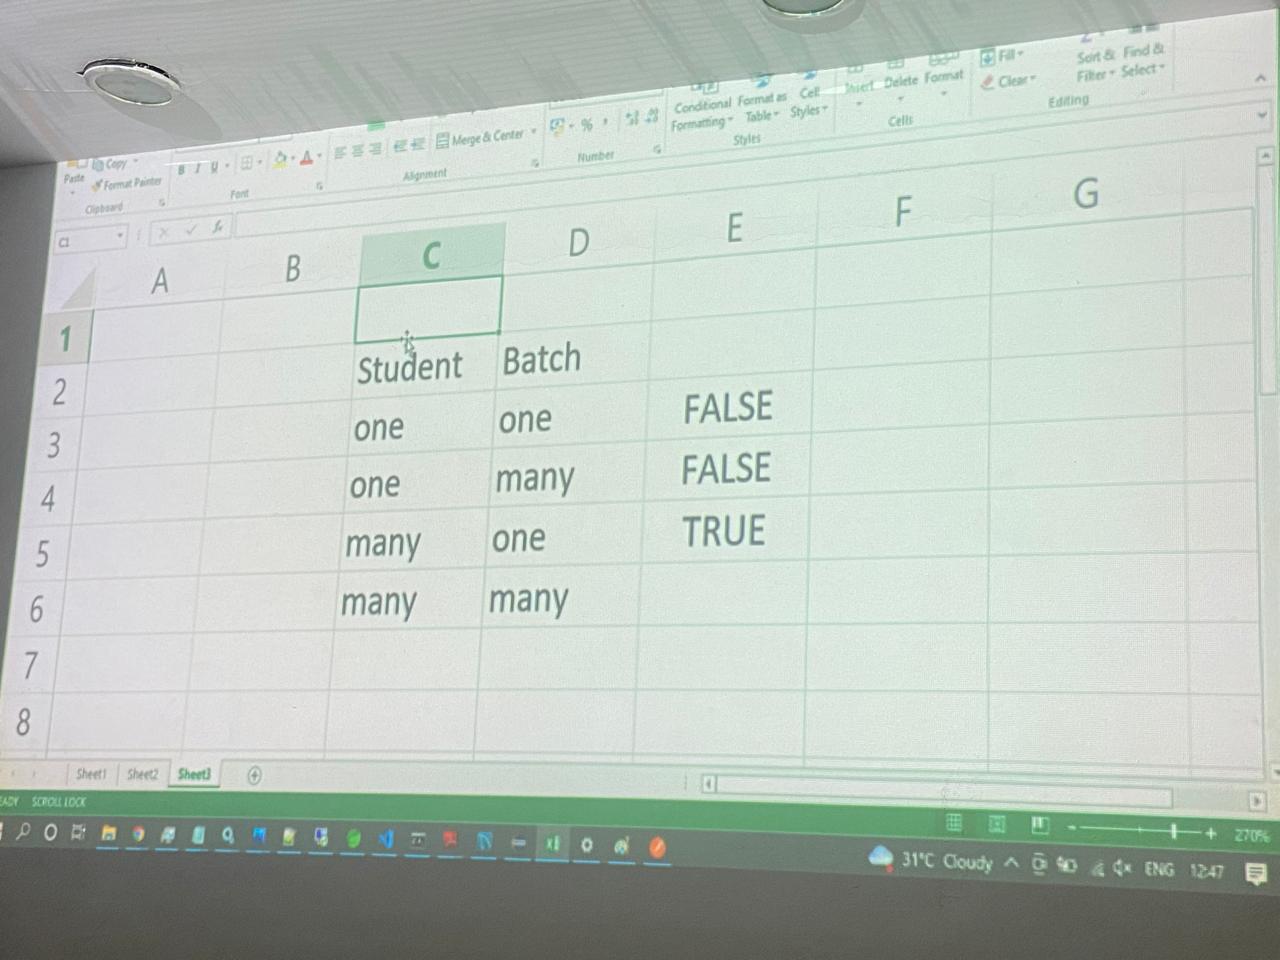 Fill
Sort & Find &
Clear
Filter Select
Editing
Insert Delete Format
Cells
Conditional Format as Cell
Formatting Table Styles
Styles
Merge & Center
% ,
Number
Alignment
Paste
Copy
Format Painter
Clipboard
B I U
A
Font
C1
fx
A B C D E F G
1
2 Student Batch
3 one one FALSE
4 one many FALSE
5 many one TRUE
6 many many
7
8
Sheet1 Sheet2 Sheet3
SCROLL LOCK
270%
31°C Cloudy ENG 12:47